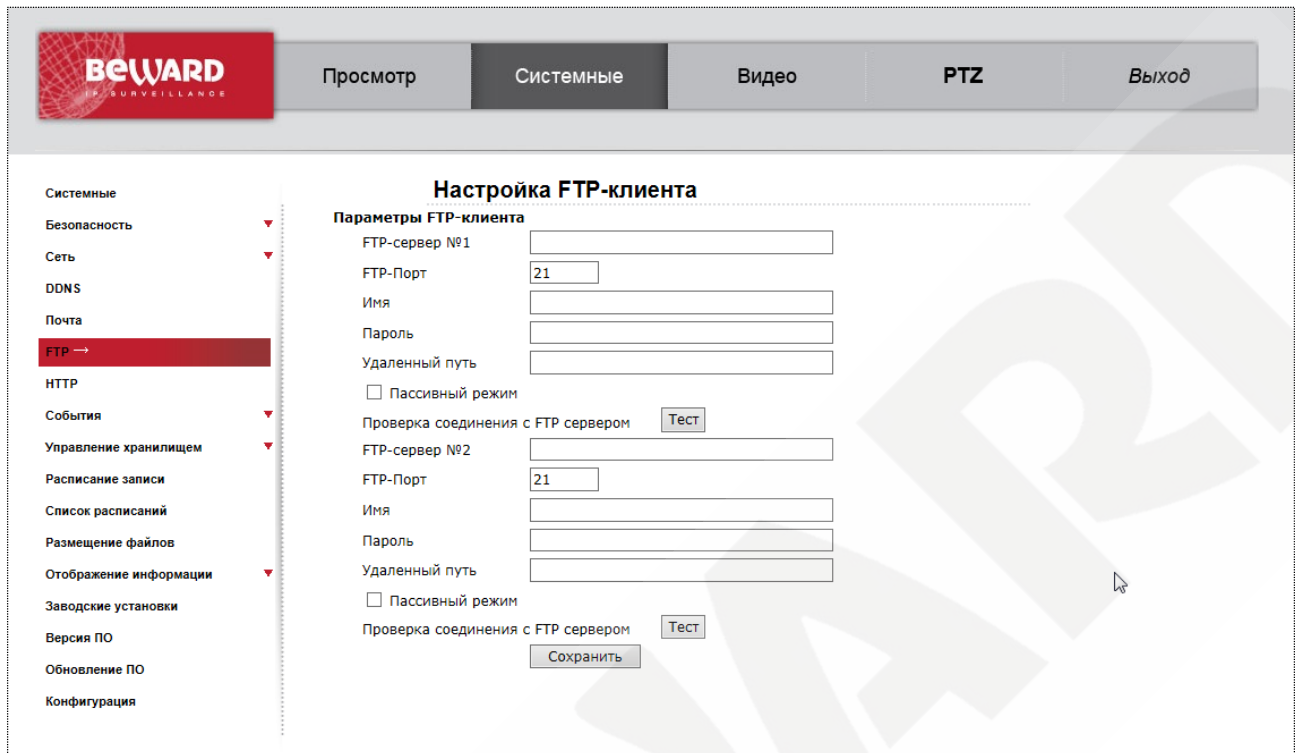 BEWARD
IP SURVEILLANCE
Просмотр
Системные
Видео
PTZ
Выход
Системные
Безопасность
Сеть
DDNS
Почта
FTP →
HTTP
События
Управление хранилищем
Расписание записи
Список расписаний
Размещение файлов
Отображение информации
Заводские установки
Версия ПО
Обновление ПО
Конфигурация
Настройка FTP-клиента
Параметры FTP-клиента
FTP-сервер №1
FTP-Порт 21
Имя
Пароль
Удаленный путь
Пассивный режим
Проверка соединения с FTP сервером Тест
FTP-сервер №2
FTP-Порт 21
Имя
Пароль
Удаленный путь
Пассивный режим
Проверка соединения с FTP сервером Тест
Сохранить